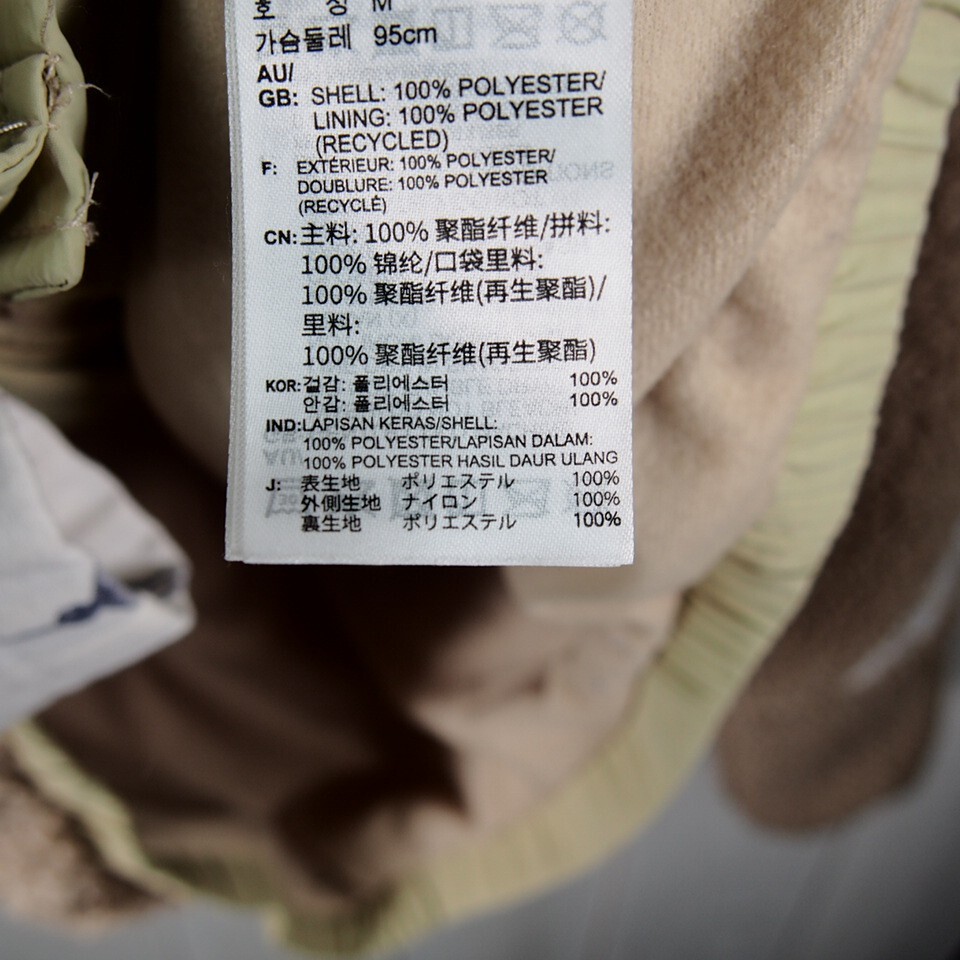 호 칭 M
가슴둘레 95cm
AU/
GB: SHELL: 100% POLYESTER/
LINING: 100% POLYESTER
(RECYCLED)
F: EXTÉRIEUR: 100% POLYESTER/
DOUBLURE: 100% POLYESTER
(RECYCLÉ)
CN: 主料: 100% 聚酯纤维/拼料:
100% 锦纶/口袋里料:
100% 聚酯纤维(再生聚酯)/
里料:
100% 聚酯纤维(再生聚酯)
KOR: 겉감: 폴리에스터 100%
안감: 폴리에스터 100%
IND: LAPISAN KERAS/SHELL:
100% POLYESTER/LAPISAN DALAM:
100% POLYESTER HASIL DAUR ULANG
J: 表生地 ポリエステル 100%
外側生地 ナイロン 100%
裏生地 ポリエステル 100%